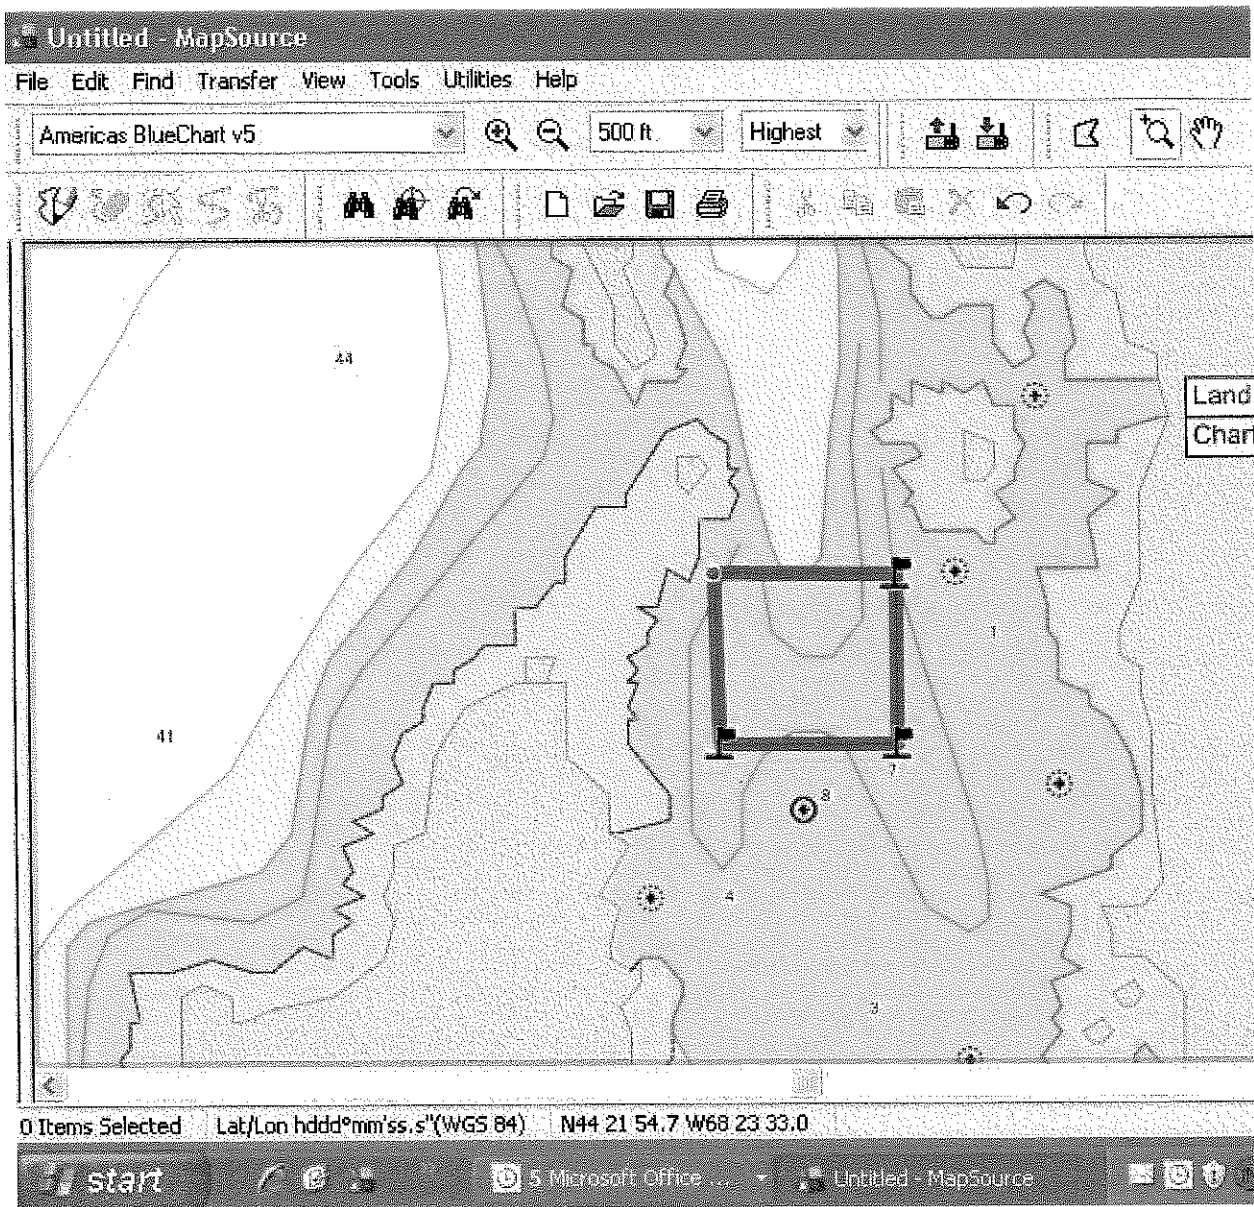 Untitled - MapSource
File Edit Find Transfer View Tools Utilities Help
Americas BlueChart v5 500 ft Highest
44
Land
Chart
1
41
7
8
4
3
0 Items Selected Lat/Lon hddd°mm'ss.s"(WGS 84) N44 21 54.7 W68 23 33.0
start 5 Microsoft Office ... Untitled - MapSource